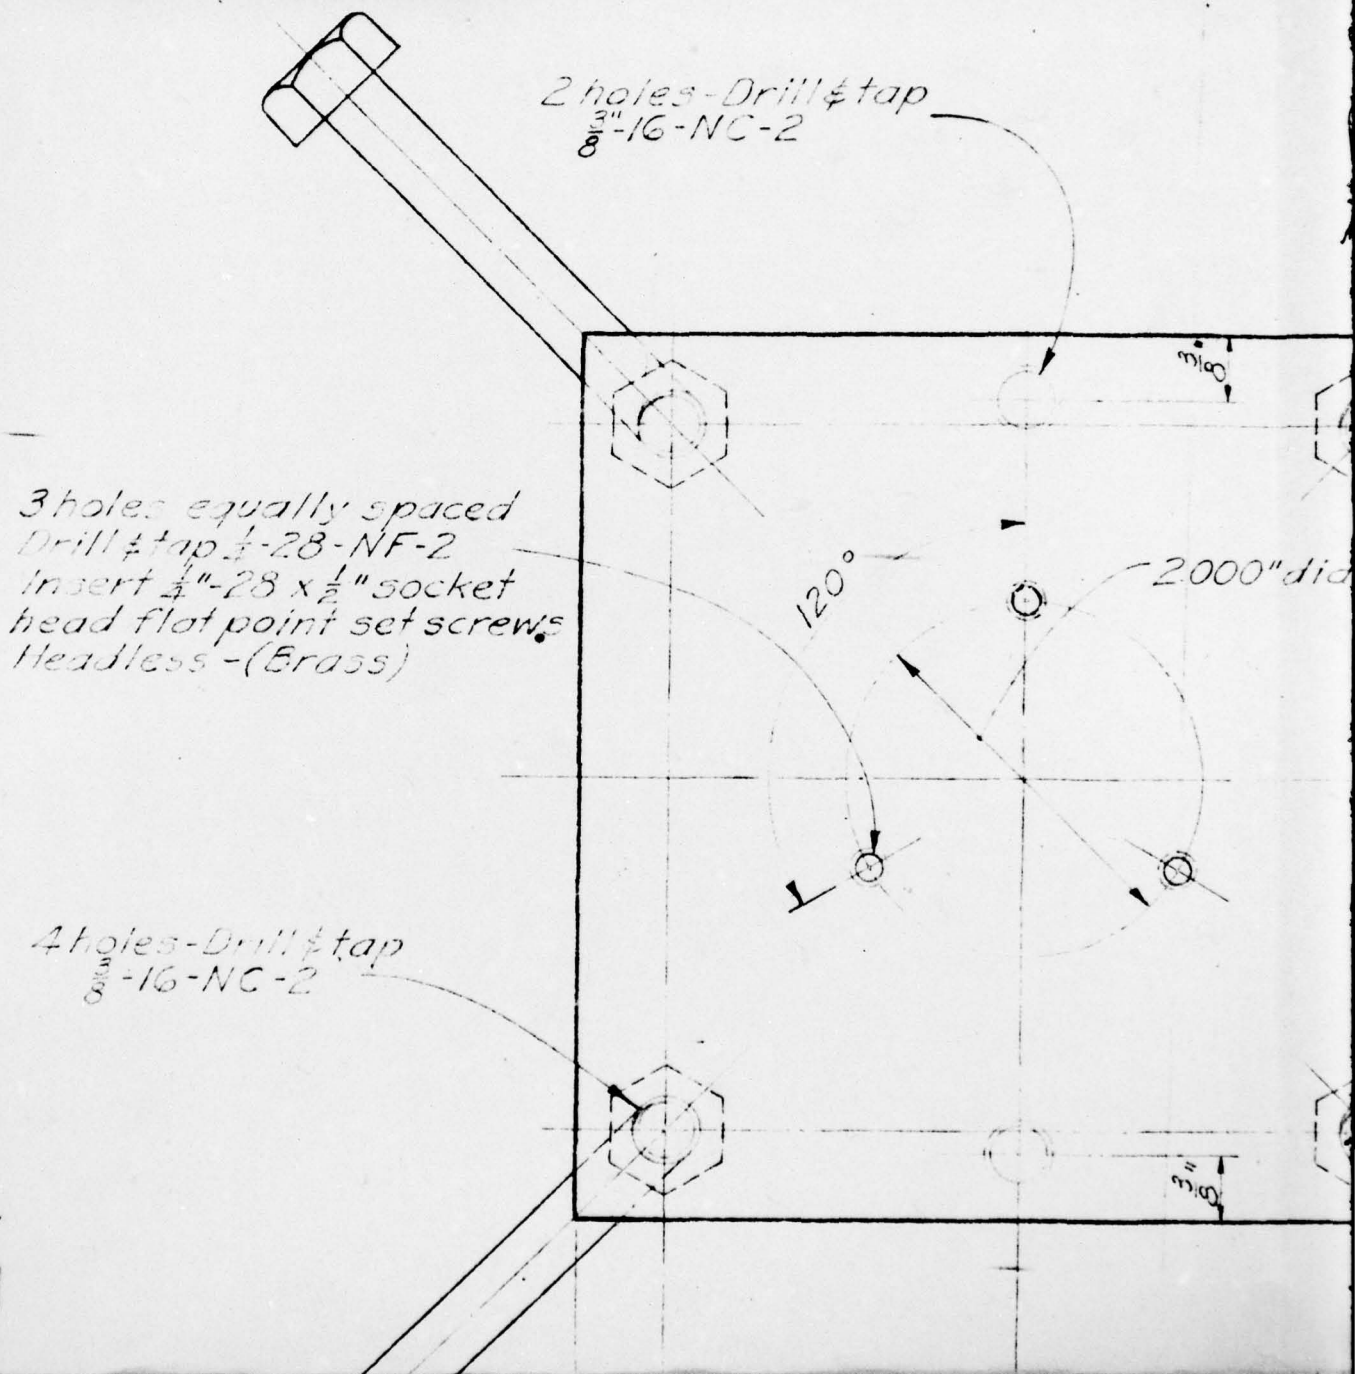 2 holes - Drill & tap
3/8"-16-NC-2
3/8"
3 holes equally spaced
Drill & tap 1/4-28-NF-2
Insert 1/4"-28 x 1/2" socket
head flat point set screws
Headless - (Brass)
120°
2.000" dia
4 holes - Drill & tap
3/8-16-NC-2
3/8"